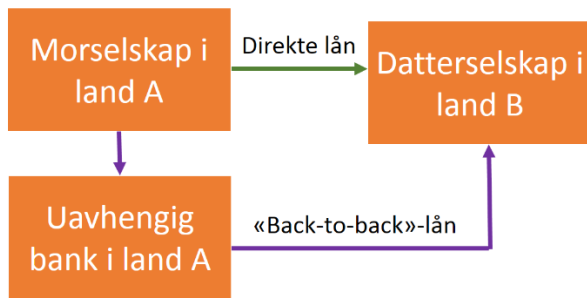 Morselskap i
land A
Direkte lån
Datterselskap i
land B
Uavhengig
bank i land A
«Back-to-back»-lån